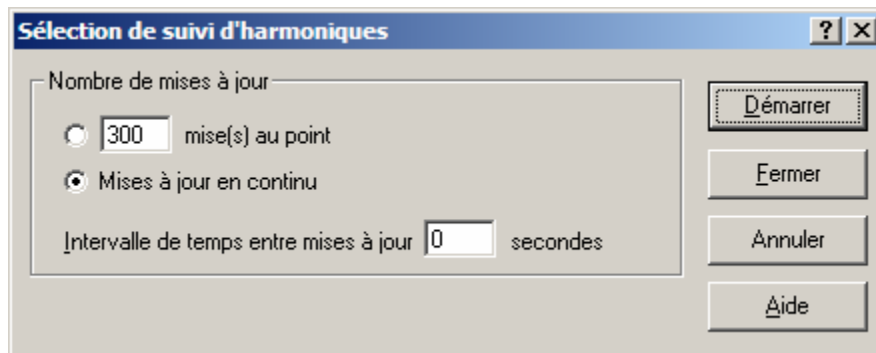 Sélection de suivi d'harmoniques
Nombre de mises à jour
300 mise(s) au point
Mises à jour en continu
Intervalle de temps entre mises à jour 0 secondes
Démarrer
Fermer
Annuler
Aide